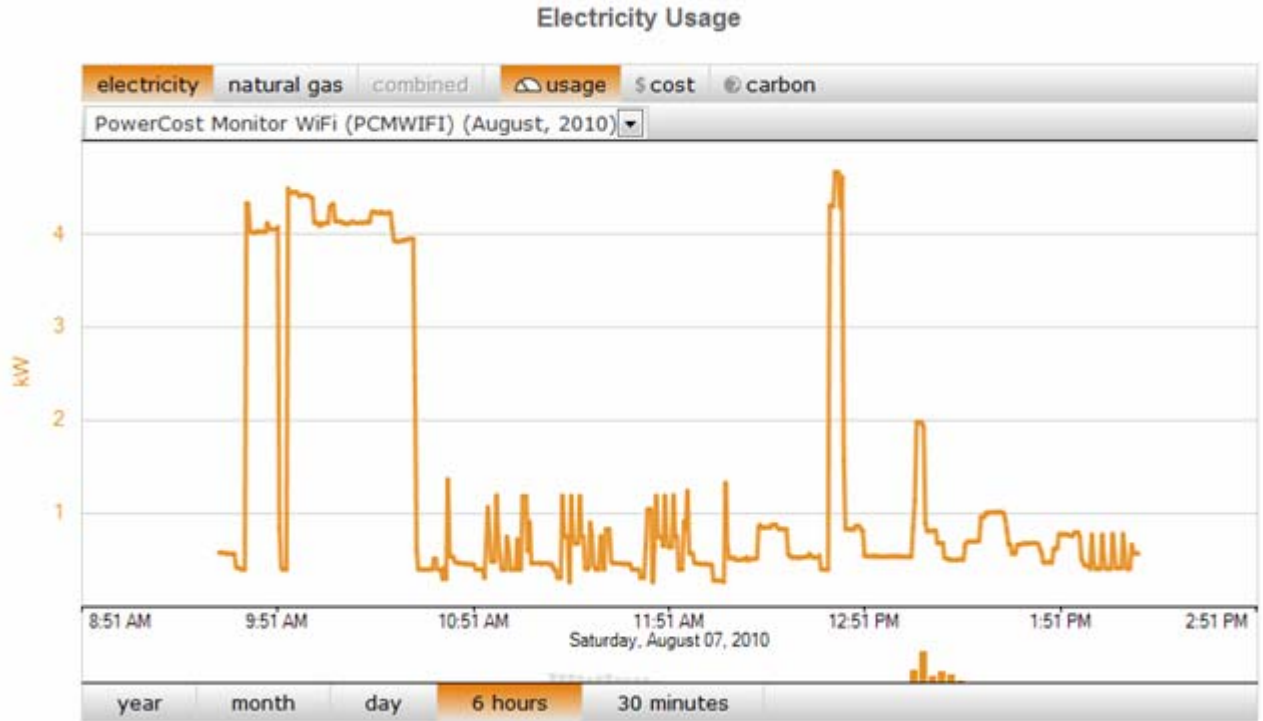 Electricity Usage
electricity natural gas combined usage $ cost carbon
PowerCost Monitor WiFi (PCMWIFI) (August, 2010)
4
3
kW
2
1
8:51 AM 9:51 AM 10:51 AM 11:51 AM 12:51 PM 1:51 PM 2:51 PM
Saturday, August 07, 2010
year month day 6 hours 30 minutes